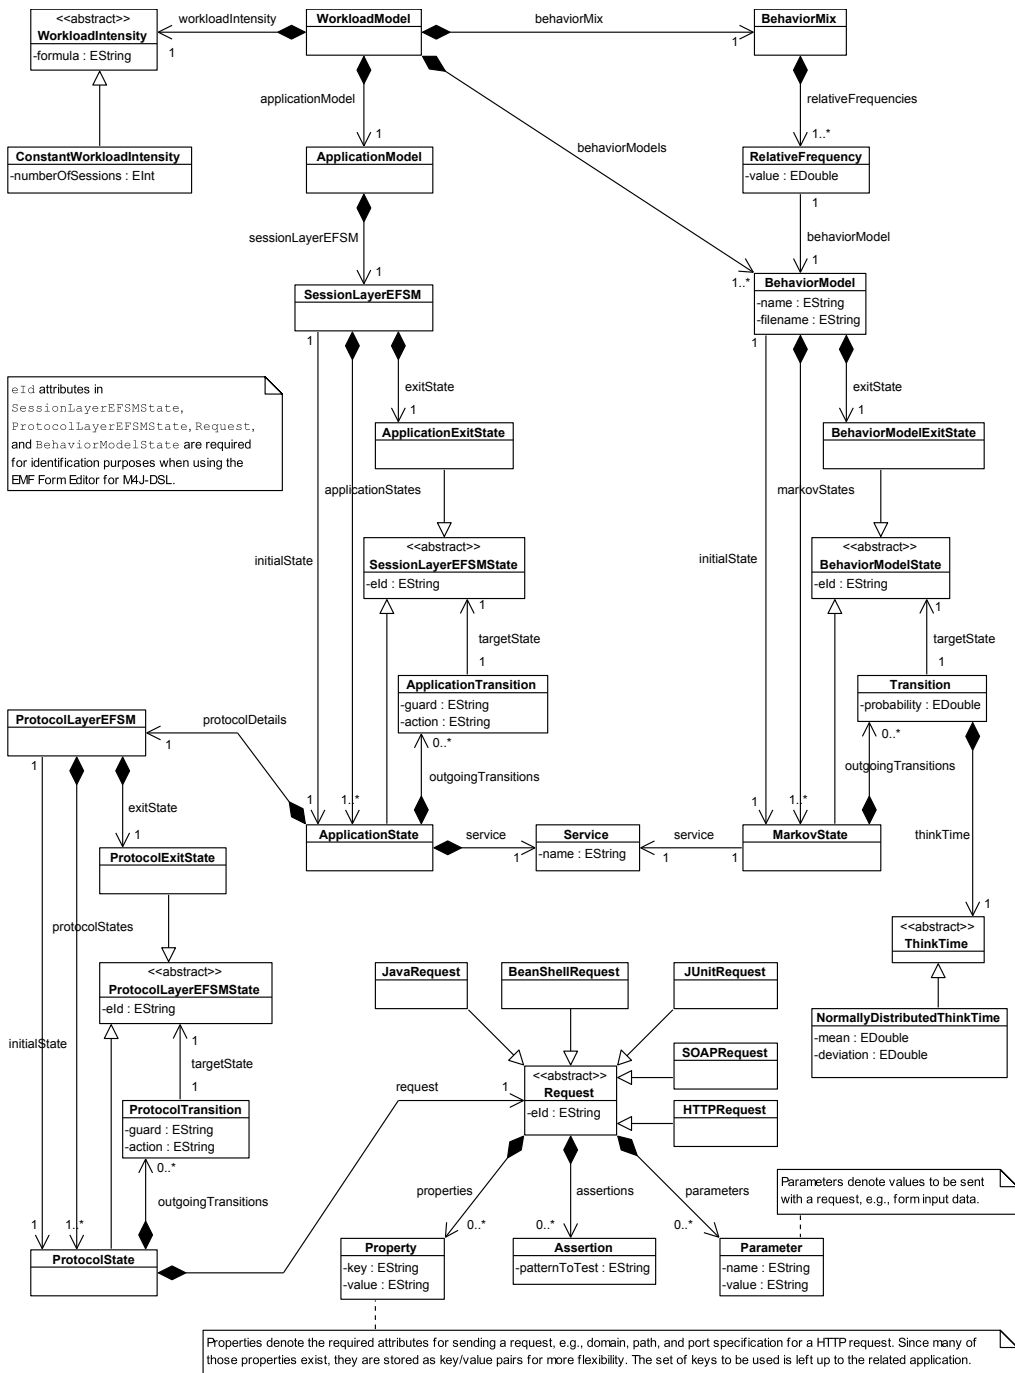 <<abstract>>
WorkloadIntensity
-formula : EString
workloadIntensity
1
WorkloadModel
behaviorMix
1
BehaviorMix
applicationModel
1
relativeFrequencies
1..*
behaviorModels
1..*
ConstantWorkloadIntensity
-numberOfSessions : EInt
ApplicationModel
RelativeFrequency
-value : EDouble
1
behaviorModel
1
sessionLayerEFSM
1
SessionLayerEFSM
BehaviorModel
-name : EString
-filename : EString
1
1
exitState
1
exitState
1
eId attributes in
SessionLayerEFSMState,
ProtocolLayerEFSMState, Request,
and BehaviorModelState are required
for identification purposes when using the
EMF Form Editor for M4J-DSL.
ApplicationExitState
BehaviorModelExitState
applicationStates
markovStates
initialState
initialState
<<abstract>>
SessionLayerEFSMState
-eId : EString
<<abstract>>
BehaviorModelState
-eId : EString
1
targetState
1
1
targetState
1
ApplicationTransition
-guard : EString
-action : EString
0..*
outgoingTransitions
Transition
-probability : EDouble
0..*
outgoingTransitions
ProtocolLayerEFSM
protocolDetails
1
1
exitState
1
1
1..*
1
1..*
ApplicationState
service
1
Service
-name : EString
service
1
1
MarkovState
thinkTime
1
ProtocolExitState
protocolStates
initialState
<<abstract>>
ThinkTime
<<abstract>>
ProtocolLayerEFSMState
-eId : EString
JavaRequest
BeanShellRequest
JUnitRequest
NormallyDistributedThinkTime
-mean : EDouble
-deviation : EDouble
1
targetState
1
SOAPRequest
HTTPRequest
<<abstract>>
Request
-eId : EString
request
1
ProtocolTransition
-guard : EString
-action : EString
0..*
outgoingTransitions
properties
0..*
assertions
0..*
parameters
0..*
Parameters denote values to be sent
with a request, e.g., form input data.
1
1..*
ProtocolState
Property
-key : EString
-value : EString
Assertion
-patternToTest : EString
Parameter
-name : EString
-value : EString
Properties denote the required attributes for sending a request, e.g., domain, path, and port specification for a HTTP request. Since many of
those properties exist, they are stored as key/value pairs for more flexibility. The set of keys to be used is left up to the related application.